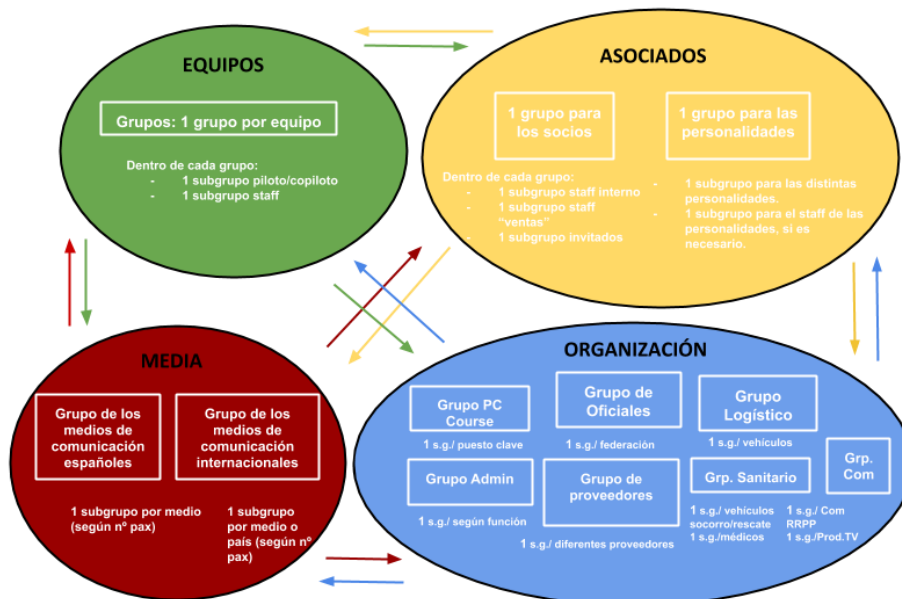 EQUIPOS
Grupos: 1 grupo por equipo
Dentro de cada grupo:
- 1 subgrupo piloto/copiloto
- 1 subgrupo staff
ASOCIADOS
1 grupo para
los socios
1 grupo para las
personalidades
Dentro de cada grupo:
- 1 subgrupo staff interno
- 1 subgrupo staff
“ventas”
- 1 subgrupo invitados
- 1 subgrupo para las distintas
personalidades.
- 1 subgrupo para el staff de las
personalidades, si es
necesario.
MEDIA
Grupo de los
medios de
comunicación
españoles
Grupo de los
medios de
comunicación
internacionales
1 subgrupo por medio
(según nº pax)
1 subgrupo
por medio o
país (según nº
pax)
ORGANIZACIÓN
Grupo PC
Course
1 s.g./ puesto clave
Grupo de
Oficiales
1 s.g./ federación
Grupo
Logístico
1 s.g./ vehículos
Grupo Admin
1 s.g./ según función
Grupo de
proveedores
1 s.g./ diferentes proveedores
Grp. Sanitario
1 s.g./ vehículos
socorro/rescate
1 s.g./médicos
Grp.
Com
1 s.g./ Com
RRPP
1 s.g./Prod.TV